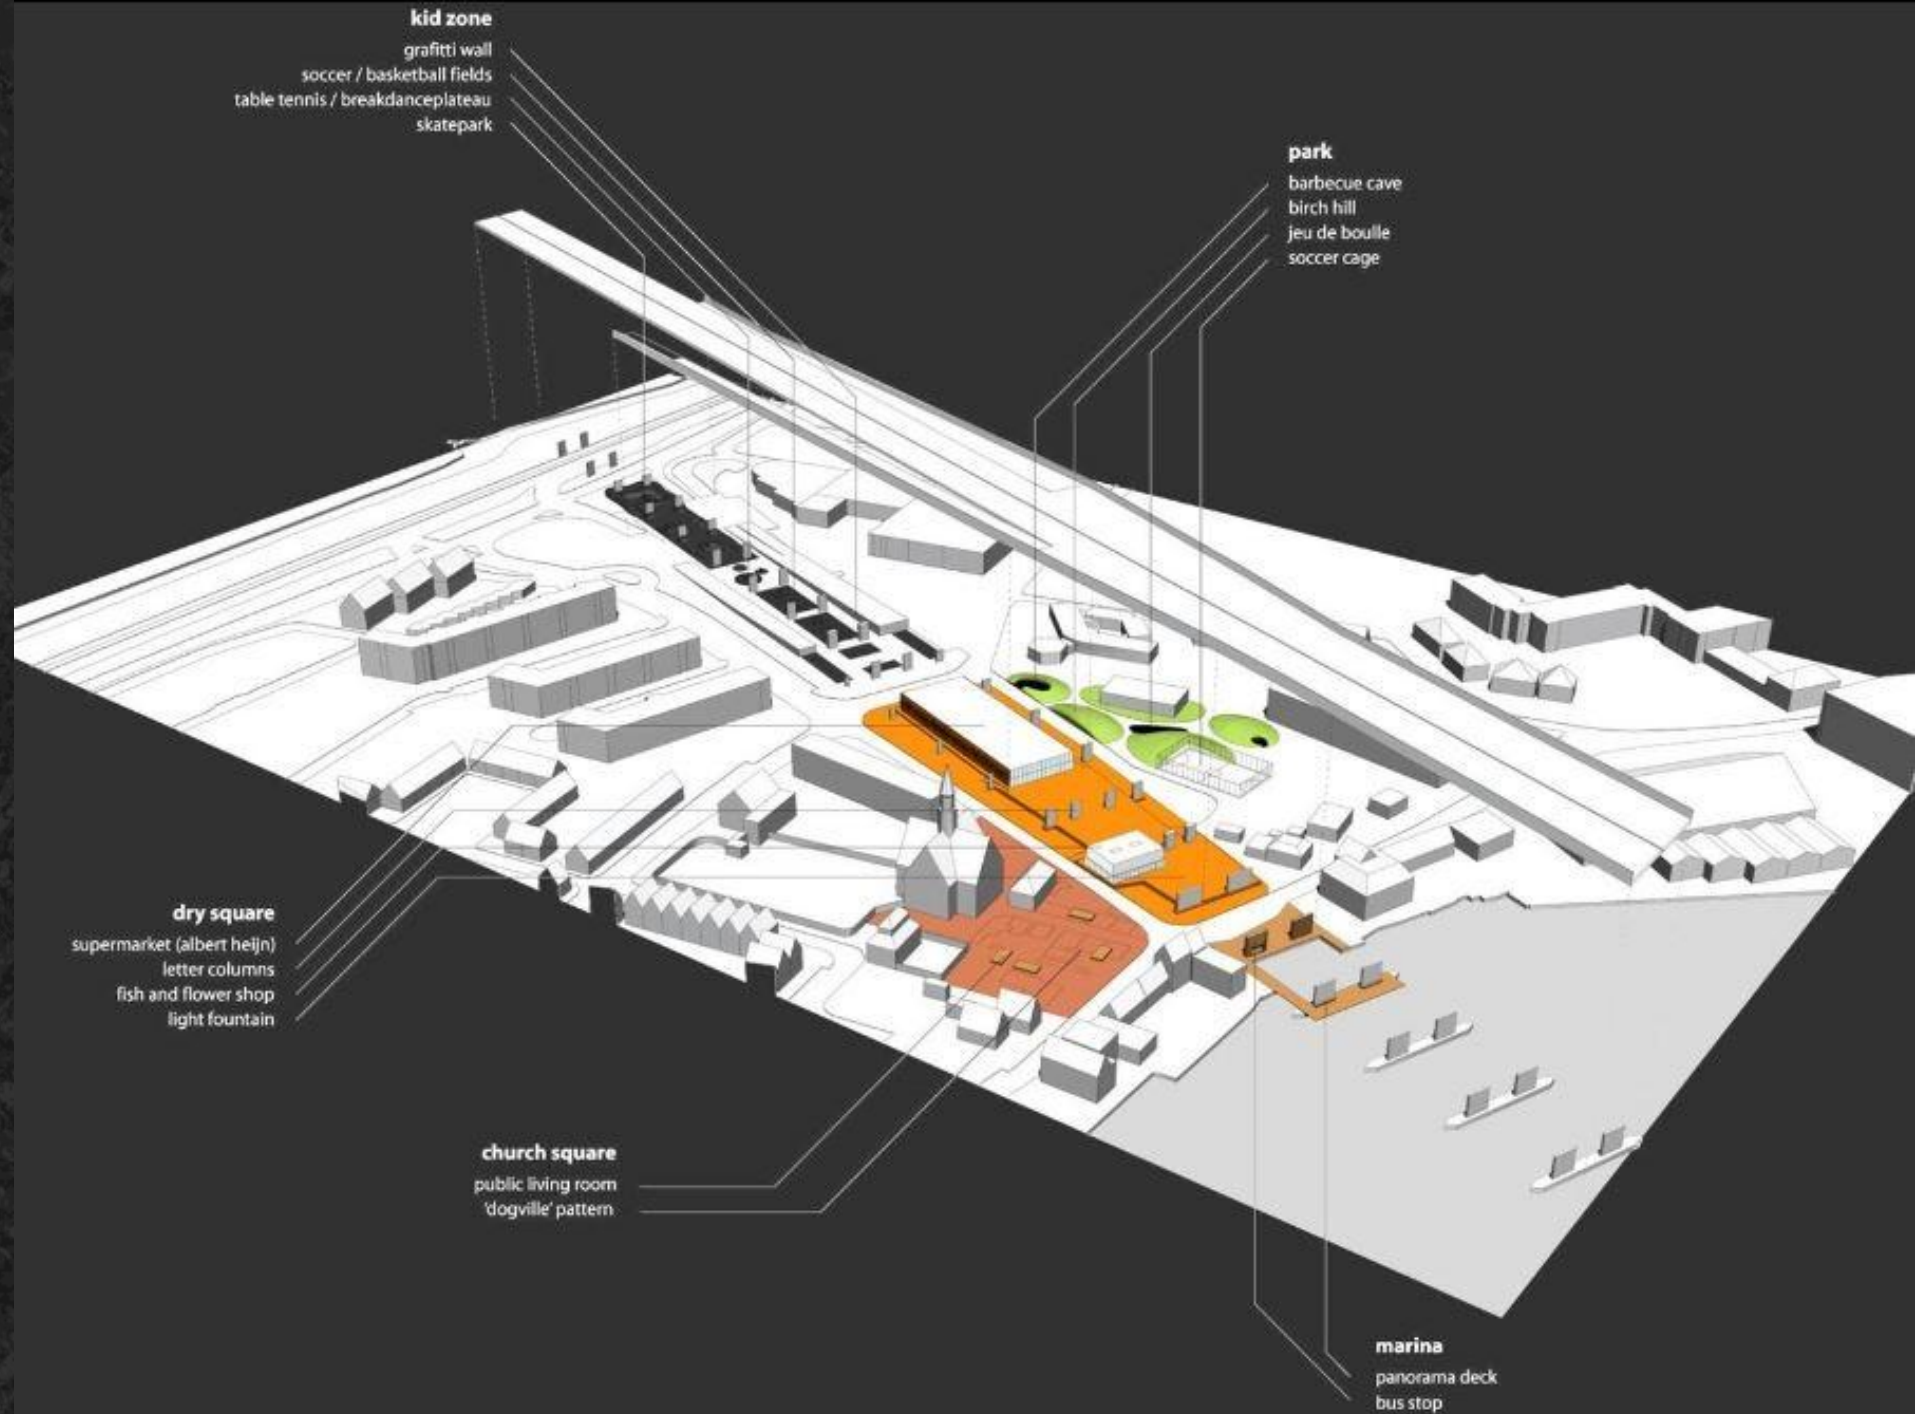 kid zone
grafitti wall
soccer / basketball fields
table tennis / breakdanceplateau
skatepark
park
barbecue cave
birch hill
jeu de boulle
soccer cage
dry square
supermarket (albert heijn)
letter columns
fish and flower shop
light fountain
church square
public living room
'dogville' pattern
marina
panorama deck
bus stop